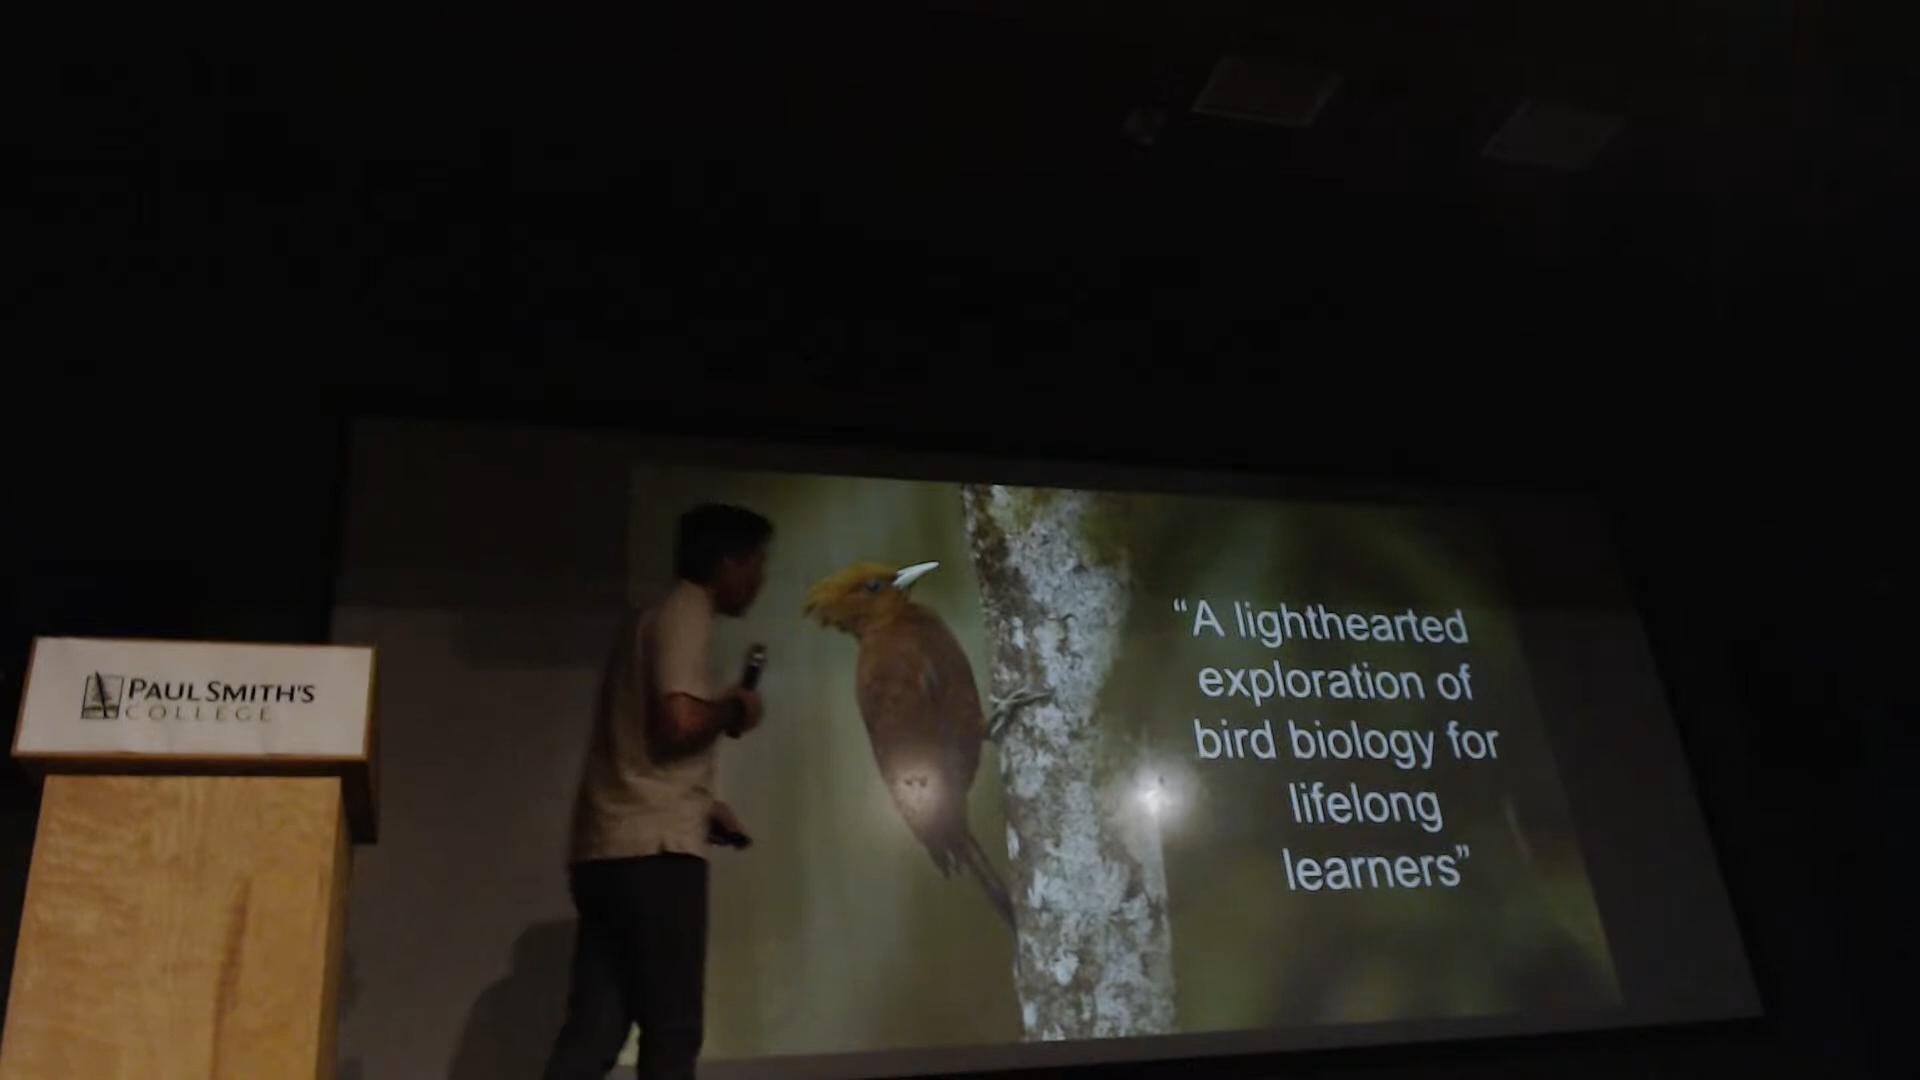 PAUL SMITH'S
COLLEGE
“A lighthearted
exploration of
bird biology for
lifelong
learners”